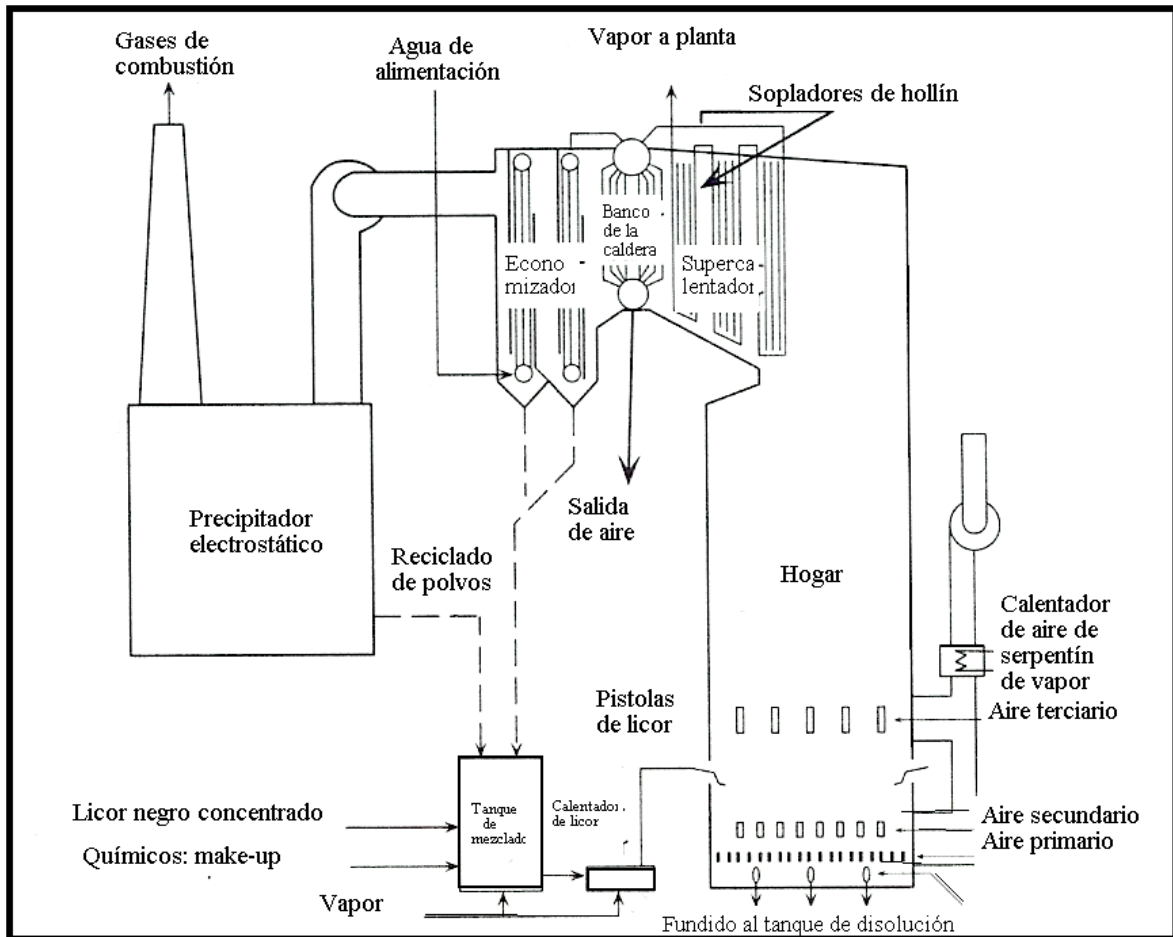 Gases de
combustión
Agua de
alimentación
Vapor a planta
Sopladores de hollín
Banco
de la
caldera
Econo
mizador
Superca
lentador
Salida
de aire
Precipitador
electrostático
Reciclado
de polvos
Hogar
Calentador
de aire de
serpentín
de vapor
Pistolas
de licor
Aire terciario
Licor negro concentrado
Tanque
de
mezclado
Calentador
de licor
Aire secundario
Aire primario
Químicos: make-up
Vapor
Fundido al tanque de disolución